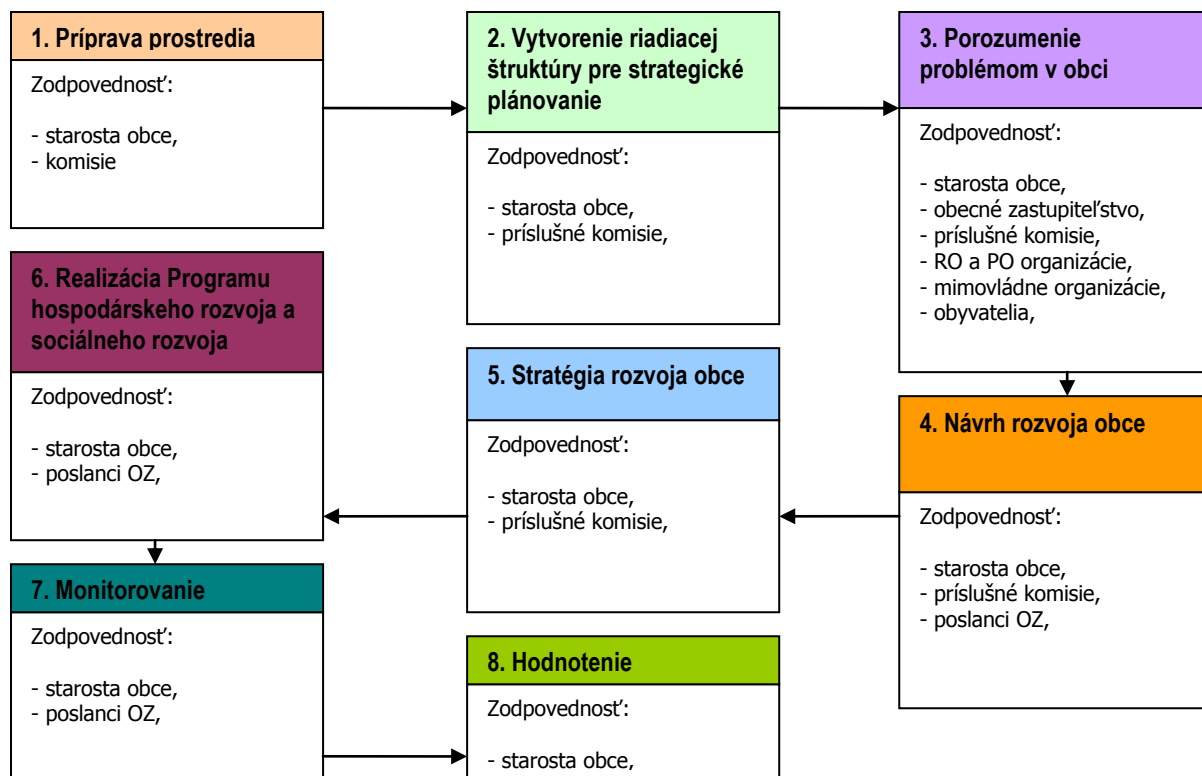 1. Príprava prostredia
Zodpovednosť:
- starosta obce,
- komisie
2. Vytvorenie riadiacej
štruktúry pre strategické
plánovanie
Zodpovednosť:
- starosta obce,
- príslušné komisie,
3. Porozumenie
problémom v obci
Zodpovednosť:
- starosta obce,
- obecné zastupiteľstvo,
- príslušné komisie,
- RO a PO organizácie,
- mimovládne organizácie,
- obyvatelia,
4. Návrh rozvoja obce
Zodpovednosť:
- starosta obce,
- príslušné komisie,
- poslanci OZ,
5. Stratégia rozvoja obce
Zodpovednosť:
- starosta obce,
- príslušné komisie,
6. Realizácia Programu
hospodárskeho rozvoja a
sociálneho rozvoja
Zodpovednosť:
- starosta obce,
- poslanci OZ,
7. Monitorovanie
Zodpovednosť:
- starosta obce,
- poslanci OZ,
8. Hodnotenie
Zodpovednosť:
- starosta obce,